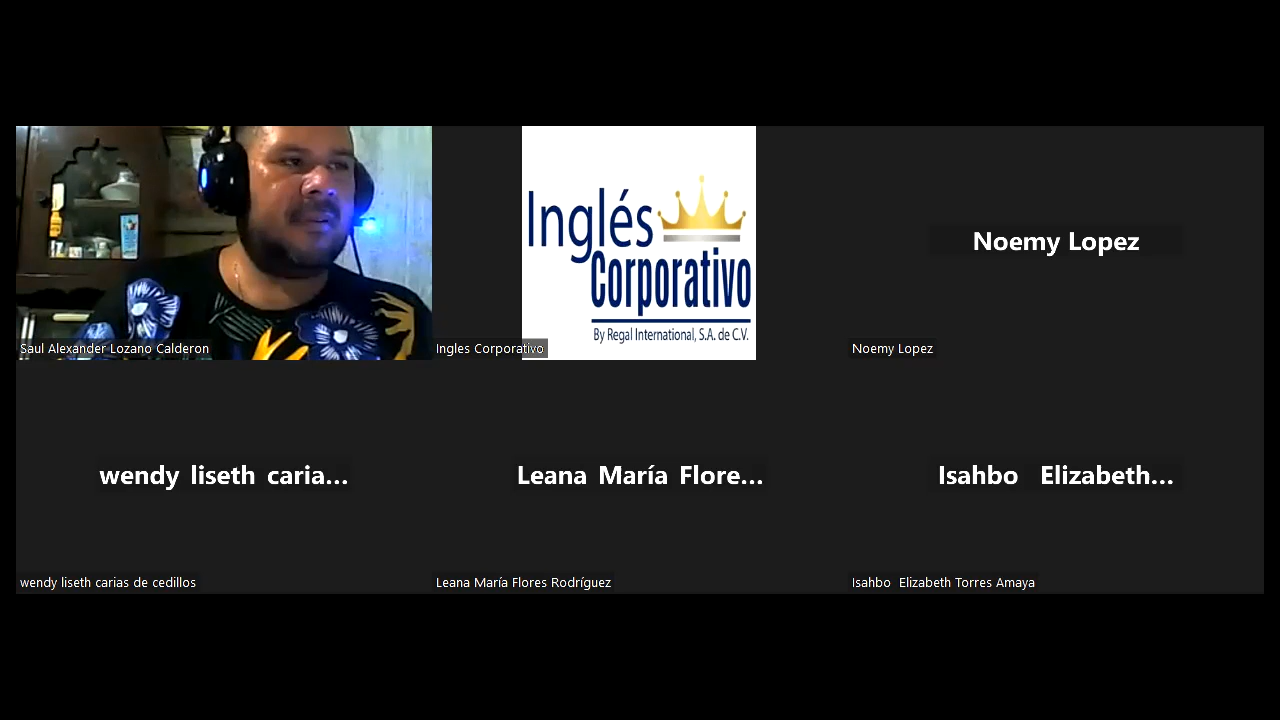 Inglés
Corporativo
By Regal International, S.A. de C.V.
Noemy Lopez
Saul Alexander Lozano Calderon
Ingles Corporativo
Noemy Lopez
wendy liseth caria...
Leana María Flore...
Isahbo Elizabeth...
wendy liseth carias de cedillos
Leana María Flores Rodríguez
Isahbo Elizabeth Torres Amaya